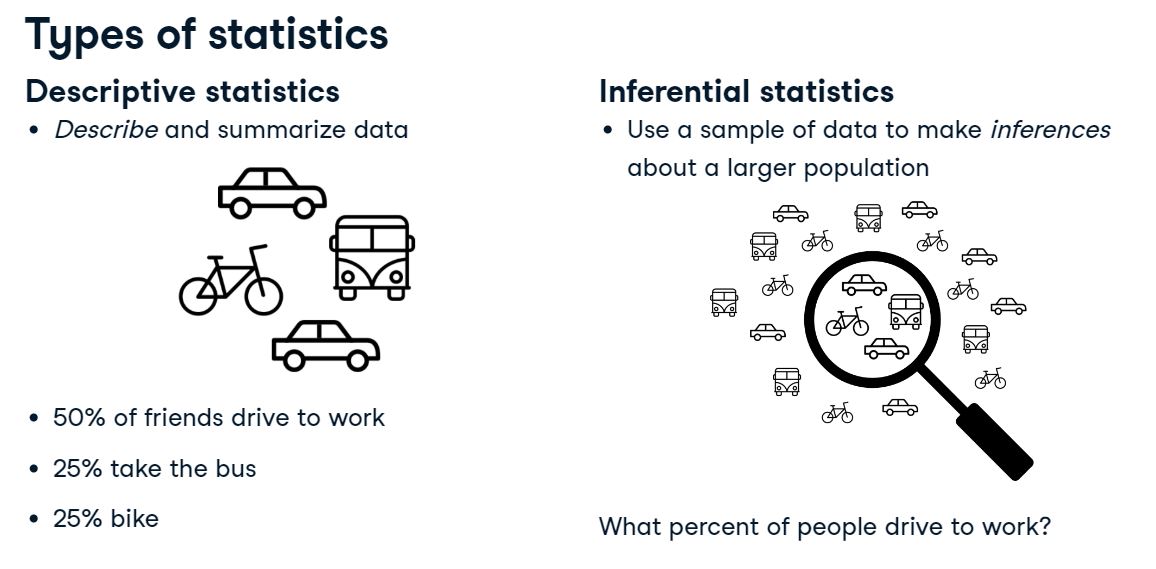 Types of statistics
Descriptive statistics
• Describe and summarize data
• 50% of friends drive to work
• 25% take the bus
• 25% bike
Inferential statistics
• Use a sample of data to make inferences
about a larger population
What percent of people drive to work?